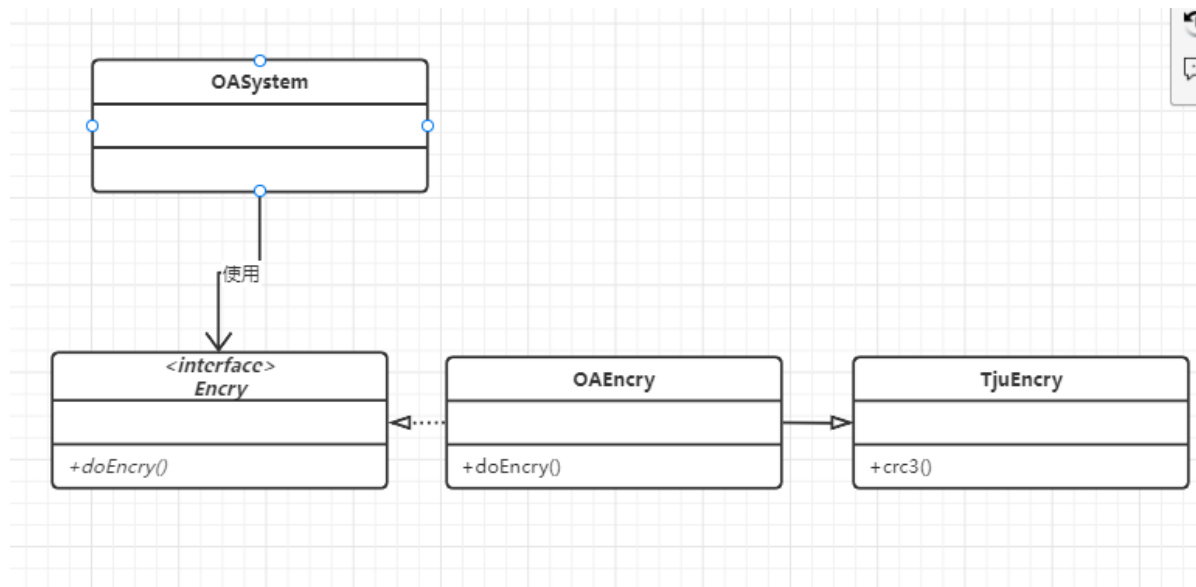 OASystem
使用
<interface>
Encry
OAEncry
TjuEncry
+doEncry()
+doEncry()
+crc3()